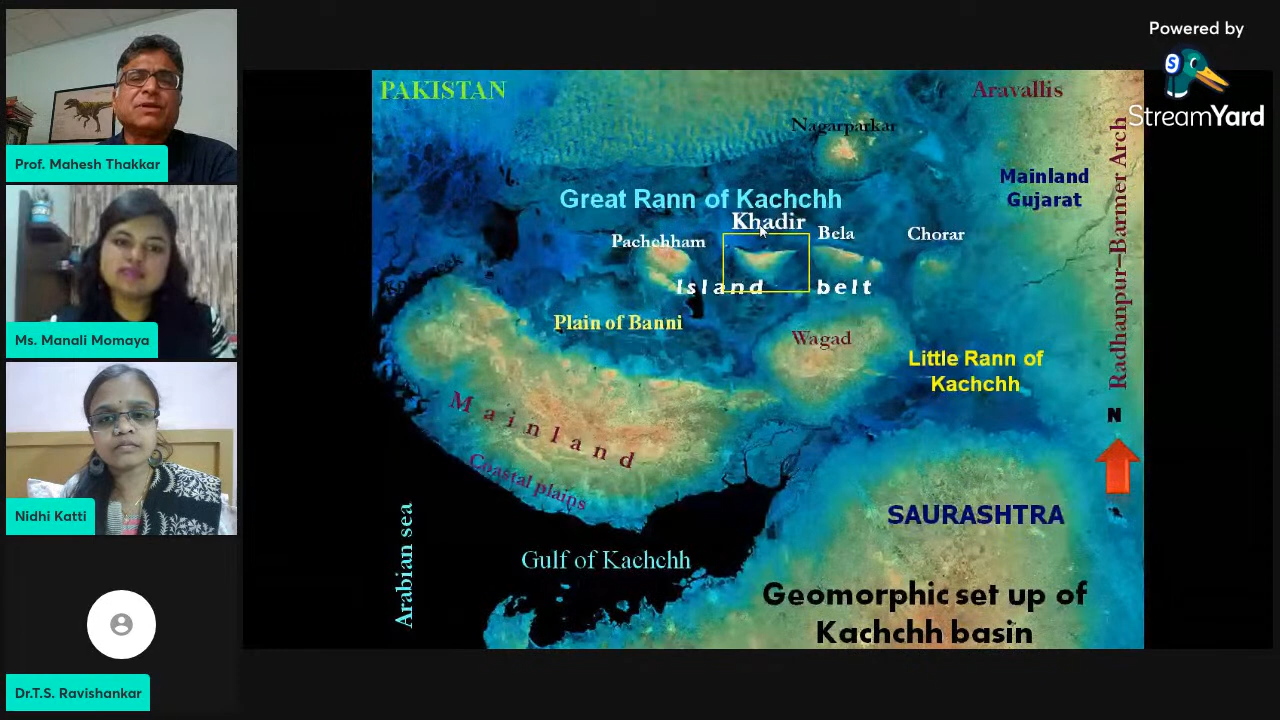 Powered by
StreamYard
Prof. Mahesh Thakkar
Ms. Manali Momaya
Nidhi Katti
Dr.T.S. Ravishankar
PAKISTAN
Aravallis
Nagarparkar
Mainland
Gujarat
Radhanpur–Barmer Arch
Great Rann of Kachchh
Khadir
Pachchham
Bela
Chorar
Island belt
Plain of Banni
Wagad
Little Rann of
Kachchh
Mainland
Coastal plains
N
SAURASHTRA
Arabian sea
Gulf of Kachchh
Geomorphic set up of
Kachchh basin